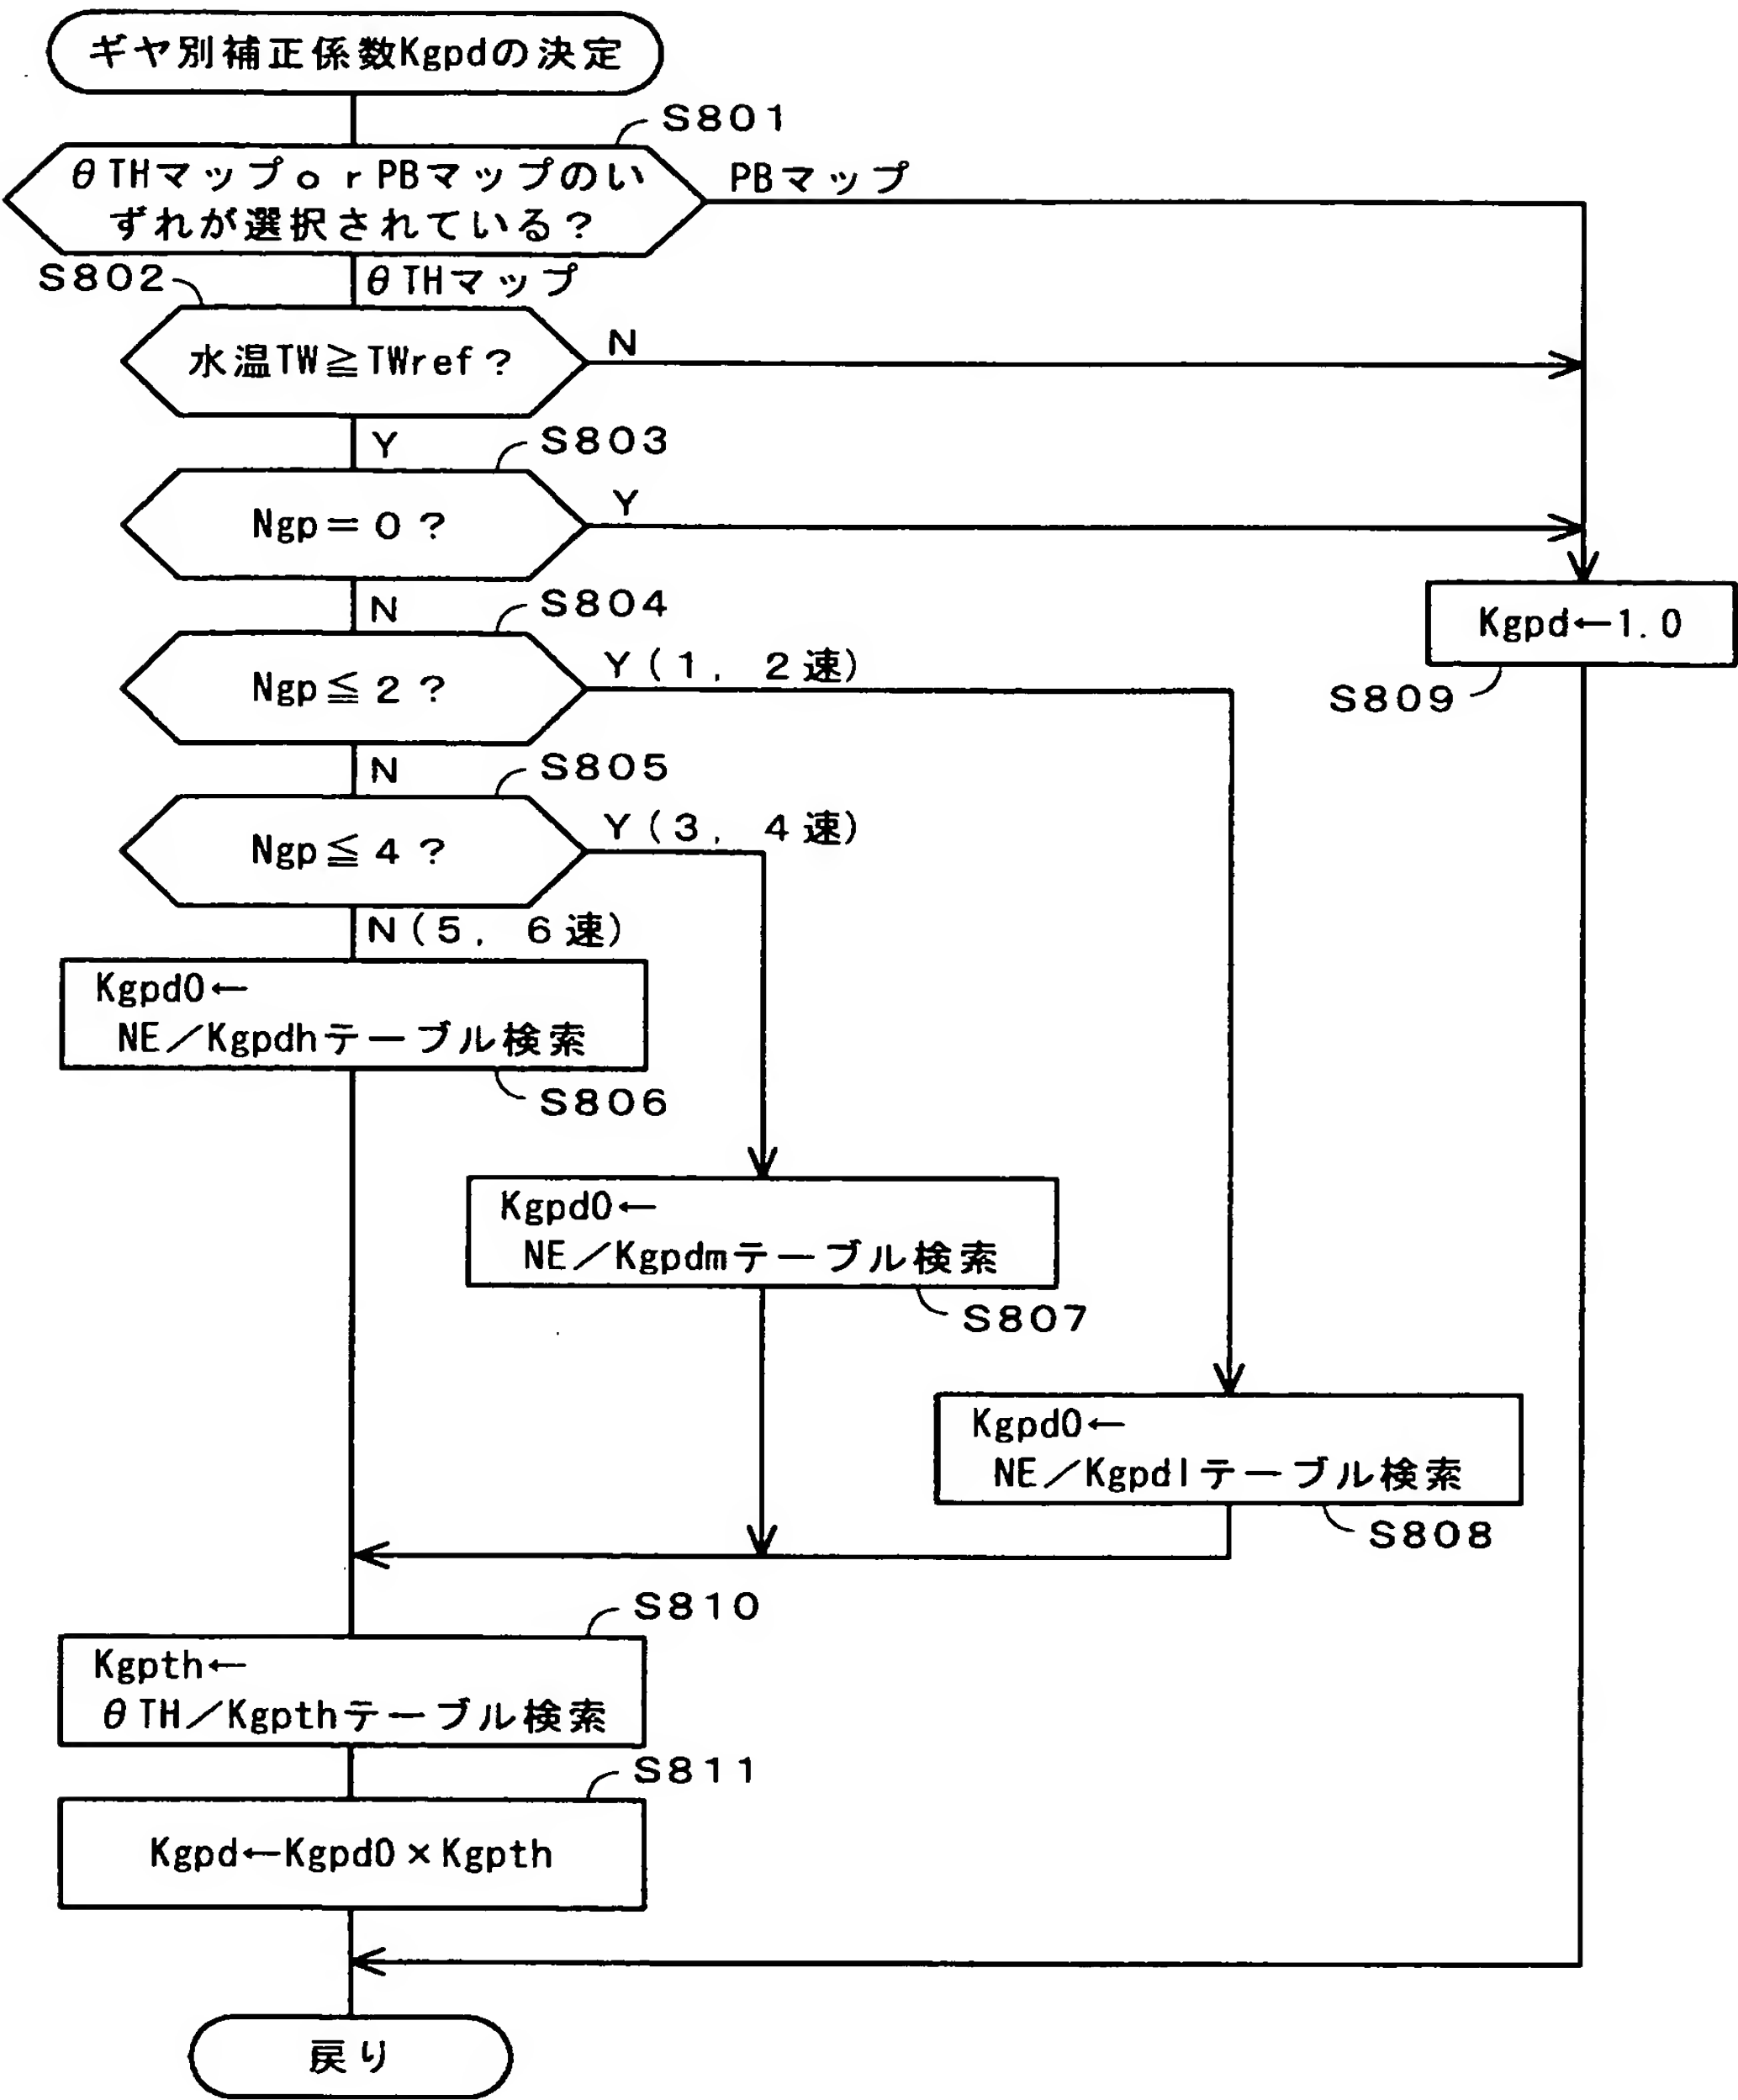 ギヤ別補正係数Kgpdの決定
S801
θTHマップor PBマップのい
ずれが選択されている？
PBマップ
θTHマップ
S802
水温TW≧TWref？
N
Y
S803
Ngp＝0？
Y
N
S804
Ngp≦2？
Y(1, 2速)
Kgpd←1.0
S809
N
S805
Ngp≦4？
Y(3, 4速)
N(5, 6速)
Kgpd0←
NE／Kgpdhテーブル検索
S806
Kgpd0←
NE／Kgpdmテーブル検索
S807
Kgpd0←
NE／Kgpdlテーブル検索
S808
S810
Kgpth←
θTH／Kgpthテーブル検索
S811
Kgpd←Kgpd0×Kgpth
戻り